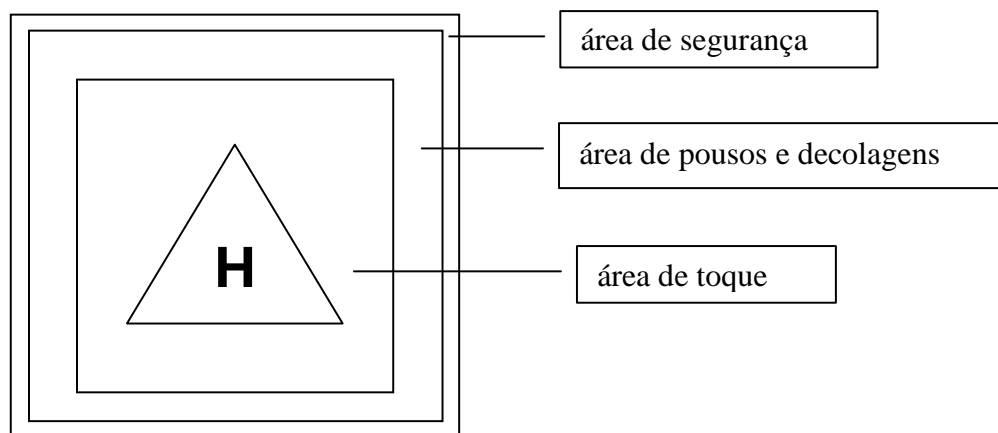 área de segurança
área de pousos e decolagens
H
área de toque